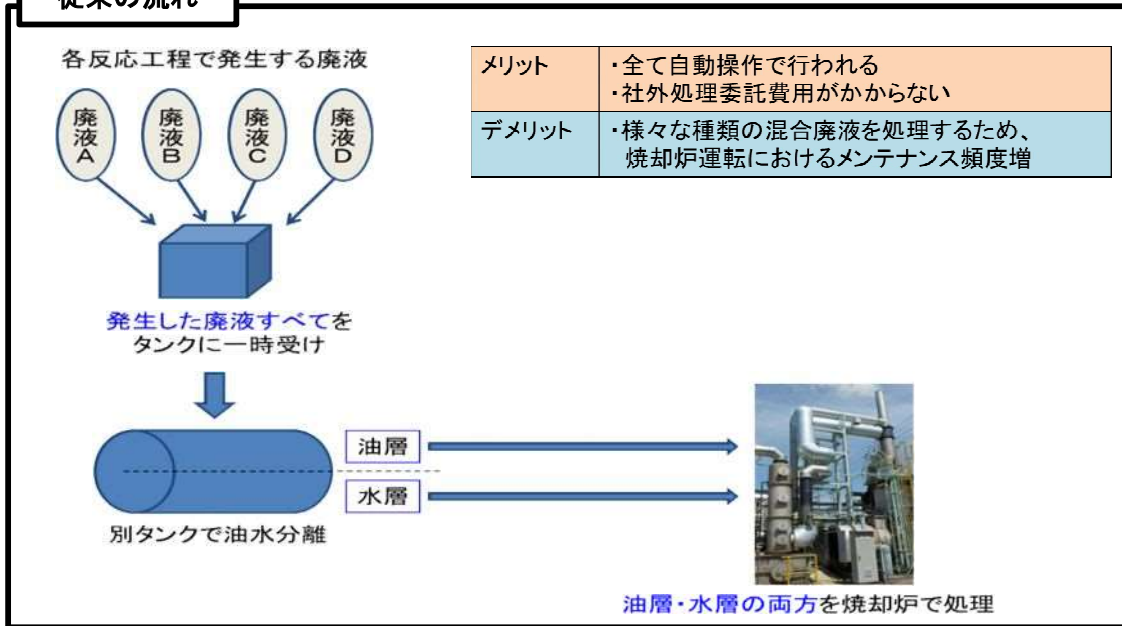 従来の流れ
各反応工程で発生する廃液
廃液A
廃液B
廃液C
廃液D
メリット
・全て自動操作で行われる
・社外処理委託費用がかからない
デメリット
・様々な種類の混合廃液を処理するため、
焼却炉運転におけるメンテナンス頻度増
発生した廃液すべてを
タンクに一時受け
油層
水層
別タンクで油水分離
油層・水層の両方を焼却炉で処理